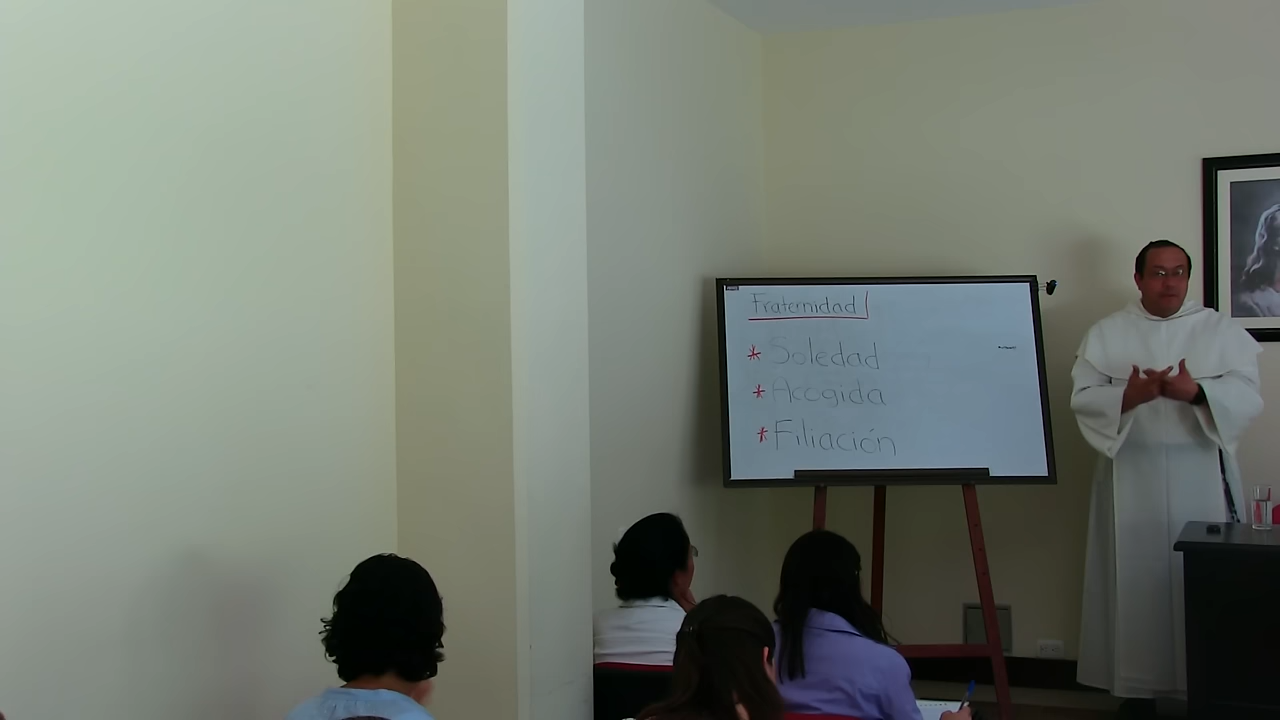 Fraternidad
* Soledad
* Acogida
* Filiación